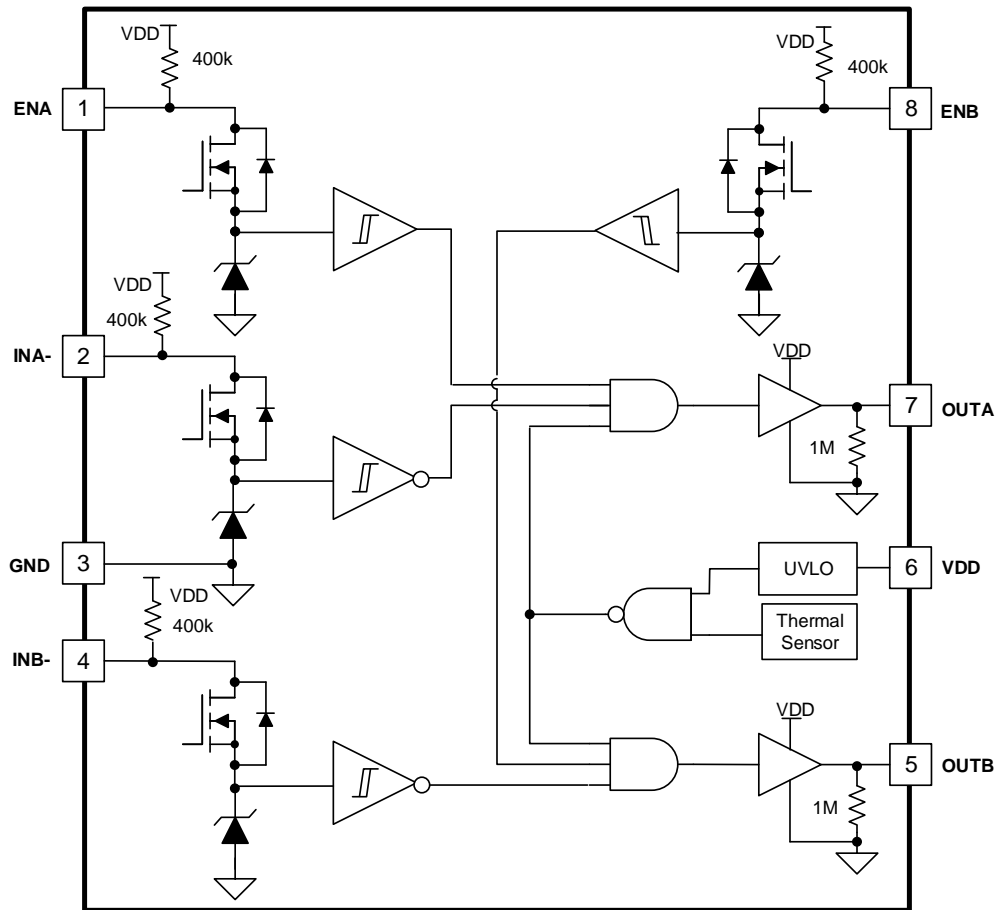 VDD
400k
VDD
400k
ENA
1
8
ENB
VDD
400k
INA-
2
VDD
7
OUTA
1M
GND
3
UVLO
6
VDD
VDD
400k
Thermal
Sensor
INB-
4
VDD
5
OUTB
1M